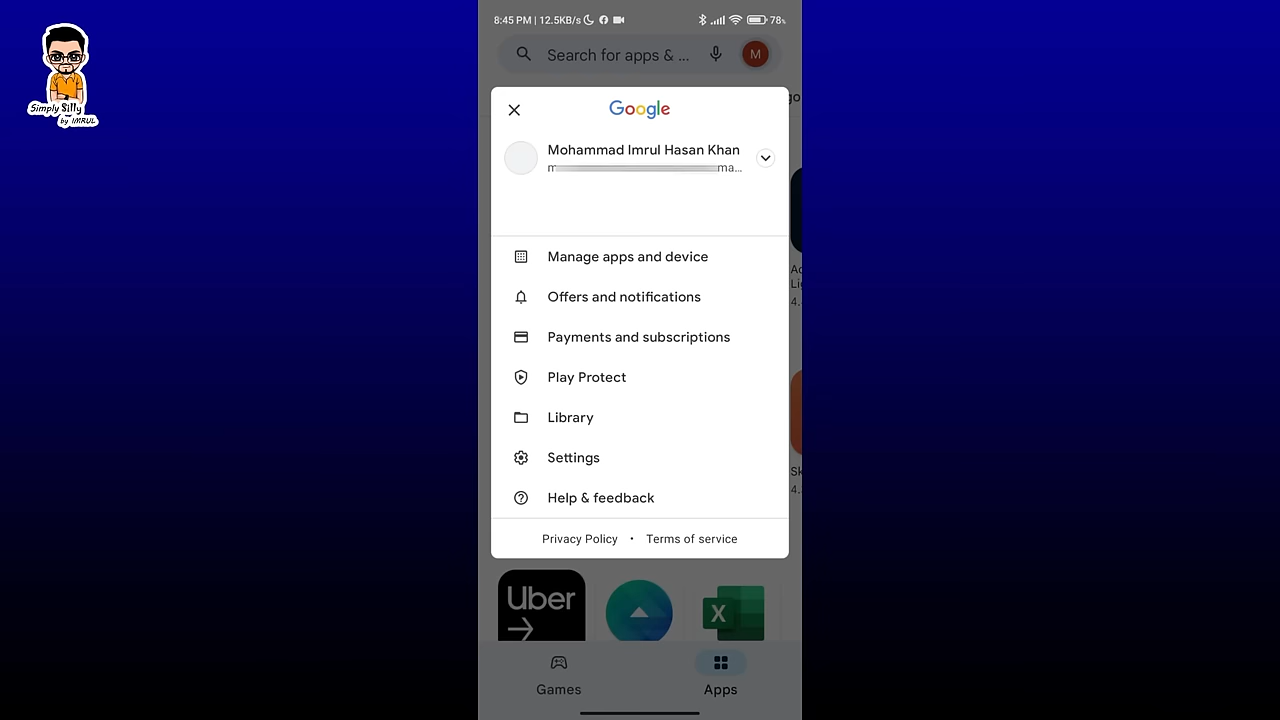 Simply Silly
by IMRUL
8:45 PM | 12.5KB/s
78%
Search for apps & ...
M
go
Google
Mohammad Imrul Hasan Khan
m ma...
Manage apps and device
Offers and notifications
Payments and subscriptions
Play Protect
Library
Settings
Help & feedback
Privacy Policy • Terms of service
Uber
X
Games
Apps